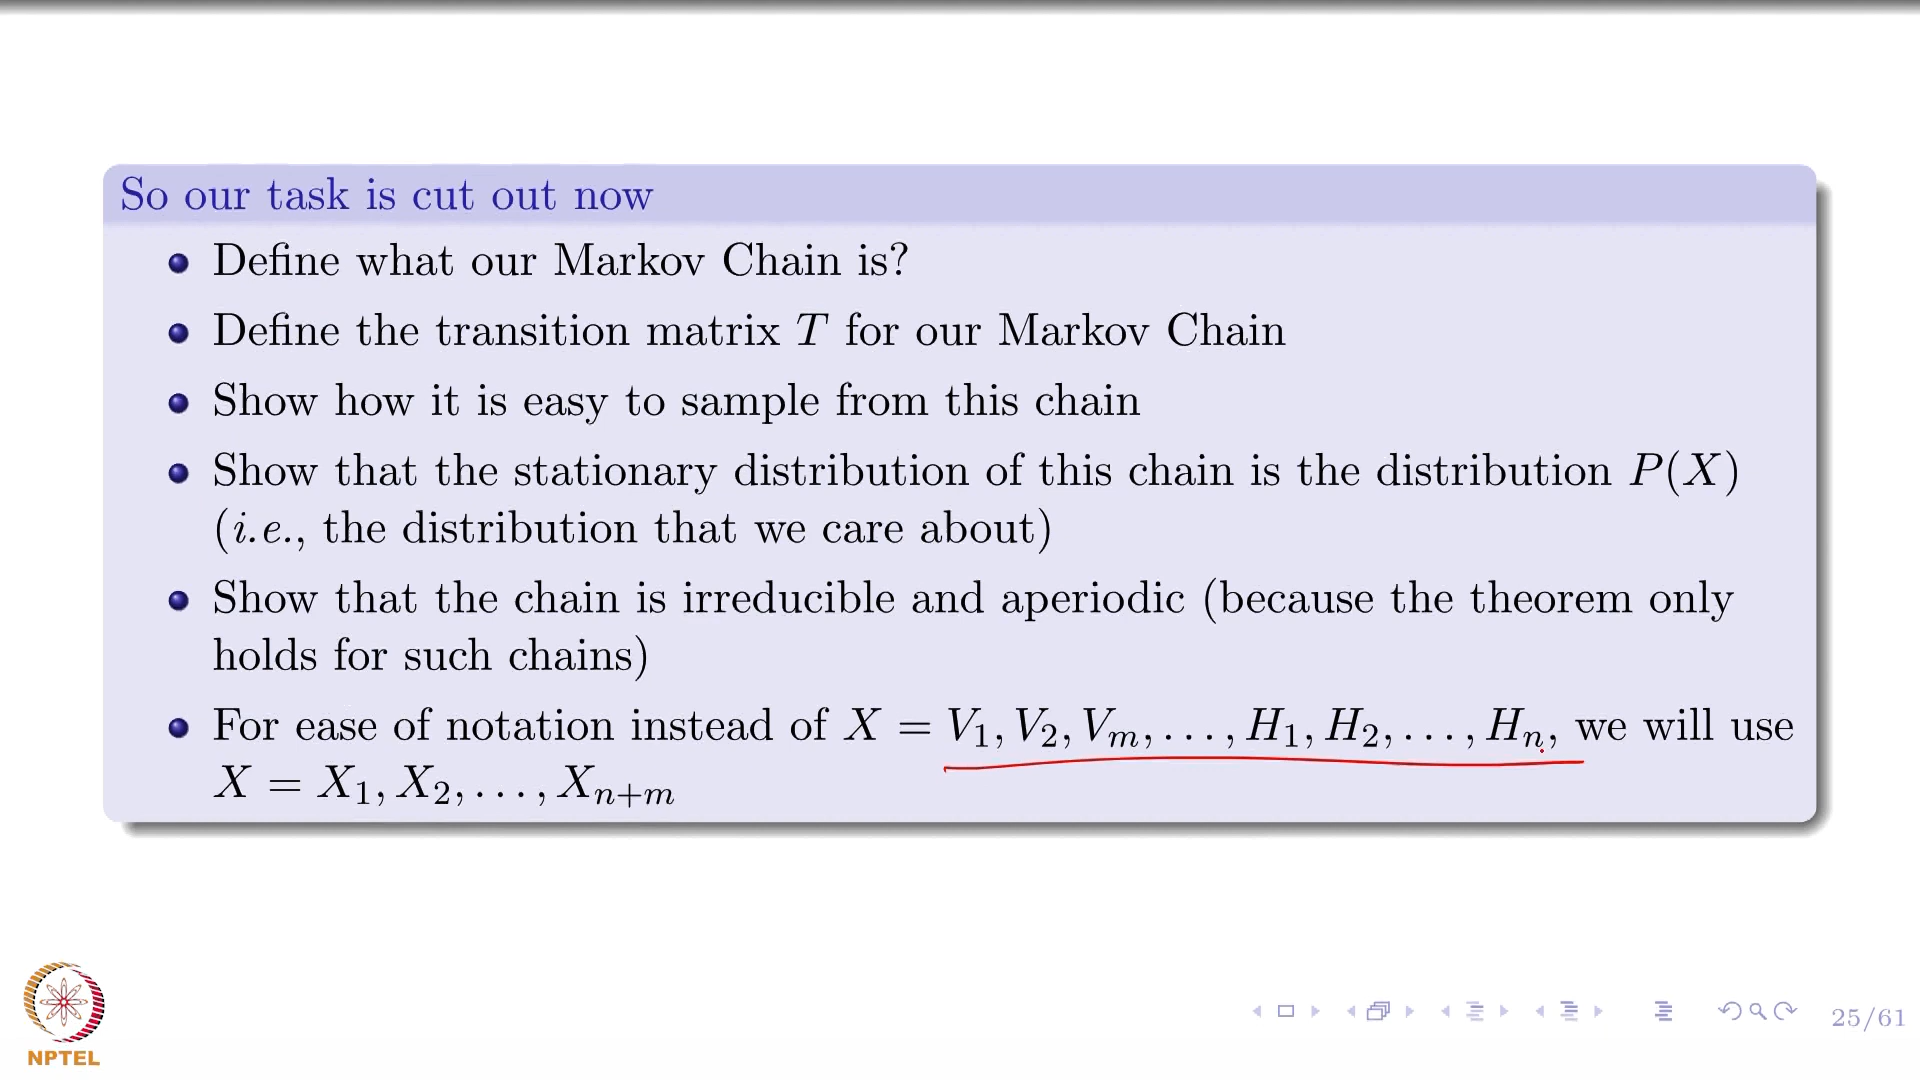 So our task is cut out now
Define what our Markov Chain is?
Define the transition matrix T for our Markov Chain
Show how it is easy to sample from this chain
Show that the stationary distribution of this chain is the distribution P(X)
(i.e., the distribution that we care about)
Show that the chain is irreducible and aperiodic (because the theorem only
holds for such chains)
For ease of notation instead of X = V₁, V₂, Vₘ, . . . , H₁, H₂, . . . , Hₙ, we will use
X = X₁, X₂, . . . , Xₙ₊ₘ
NPTEL
25/61